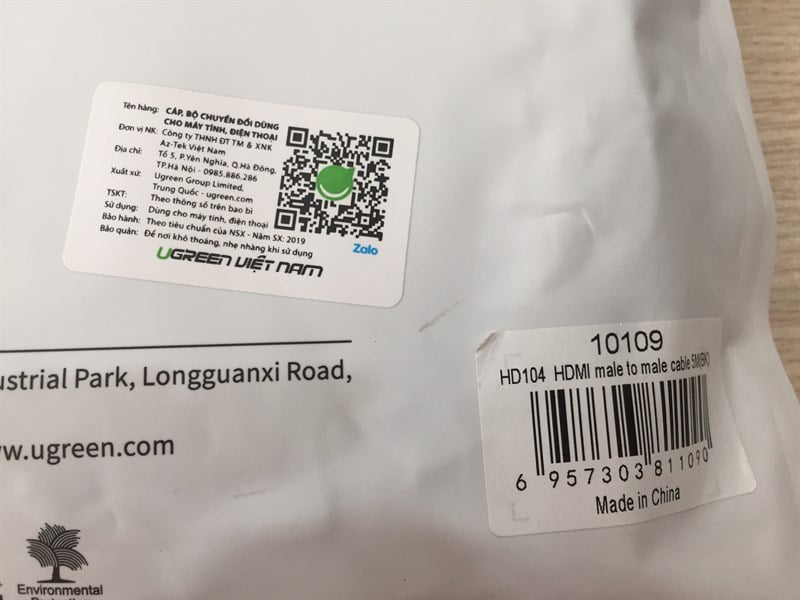 Tên hàng: CÁP, BỘ CHUYỂN ĐỔI DÙNG
CHO MÁY TÍNH, ĐIỆN THOẠI
Đơn vị NK: Công ty TNHH ĐT TM & XNK
Az-Tek Việt Nam
Địa chỉ: Tổ 5, P.Yên Nghĩa, Q.Hà Đông,
TP.Hà Nội - 0985.886.286
Xuất xứ: Ugreen Group Limited,
Trung Quốc - ugreen.com
TSKT: Theo thông số trên bao bì
Sử dụng: Dùng cho máy tính, điện thoại
Bảo hành: Theo tiêu chuẩn của NSX - Năm SX: 2019
Bảo quản: Để nơi khô thoáng, nhẹ nhàng khi sử dụng
Zalo
UGREEN VIỆT NAM
ustrial Park, Longguanxi Road,
w.ugreen.com
Environmental
10109
HD104 HDMI male to male cable 5M(BK)
6 957303 811090
Made in China